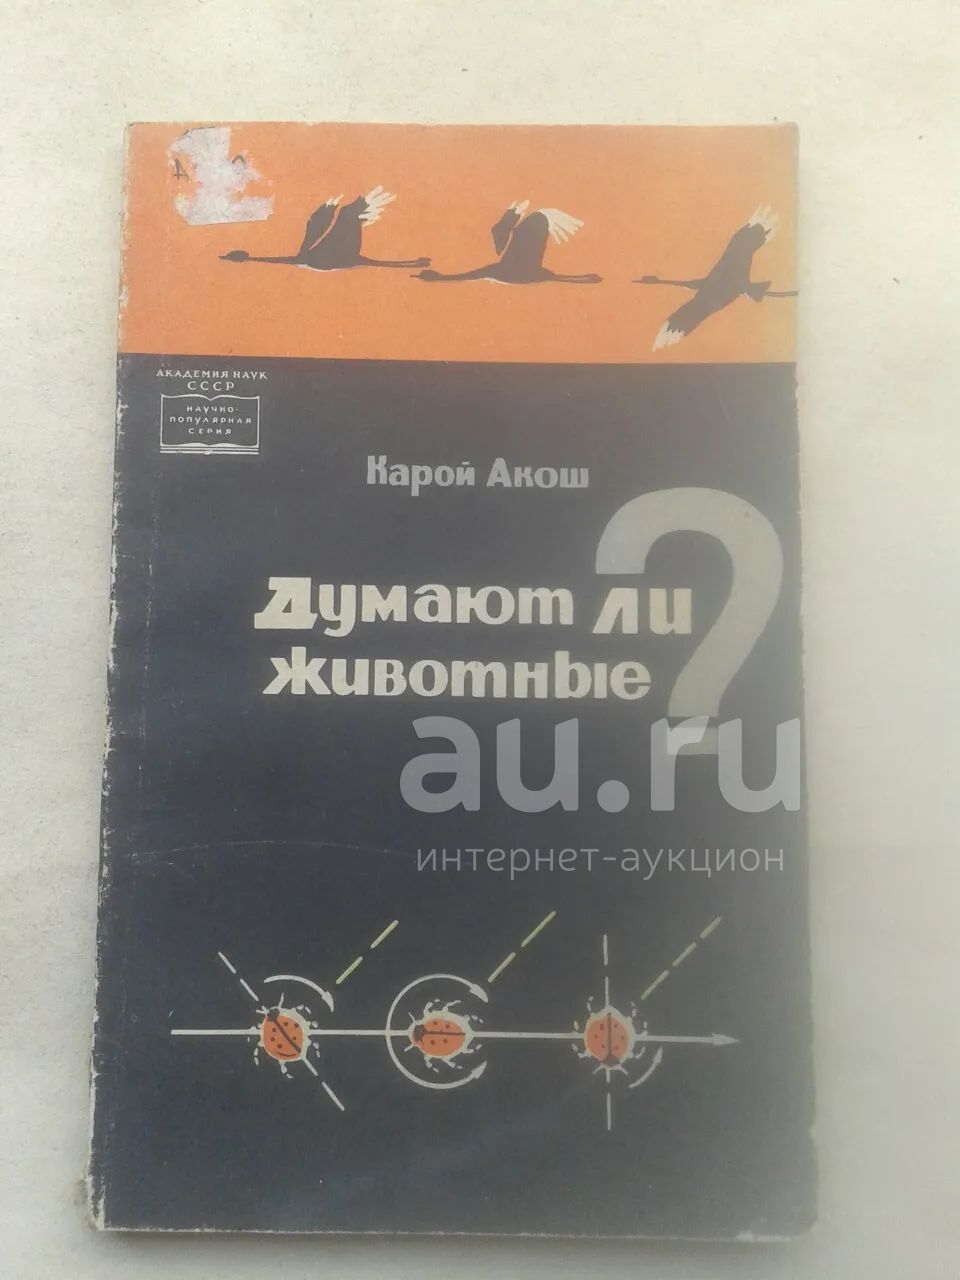 АКАДЕМИЯ НАУК
СССР
НАУЧНО-
ПОПУЛЯРНАЯ
СЕРИЯ
Карой Акош
Думают ли
животные
?
au.ru
интернет-аукцион